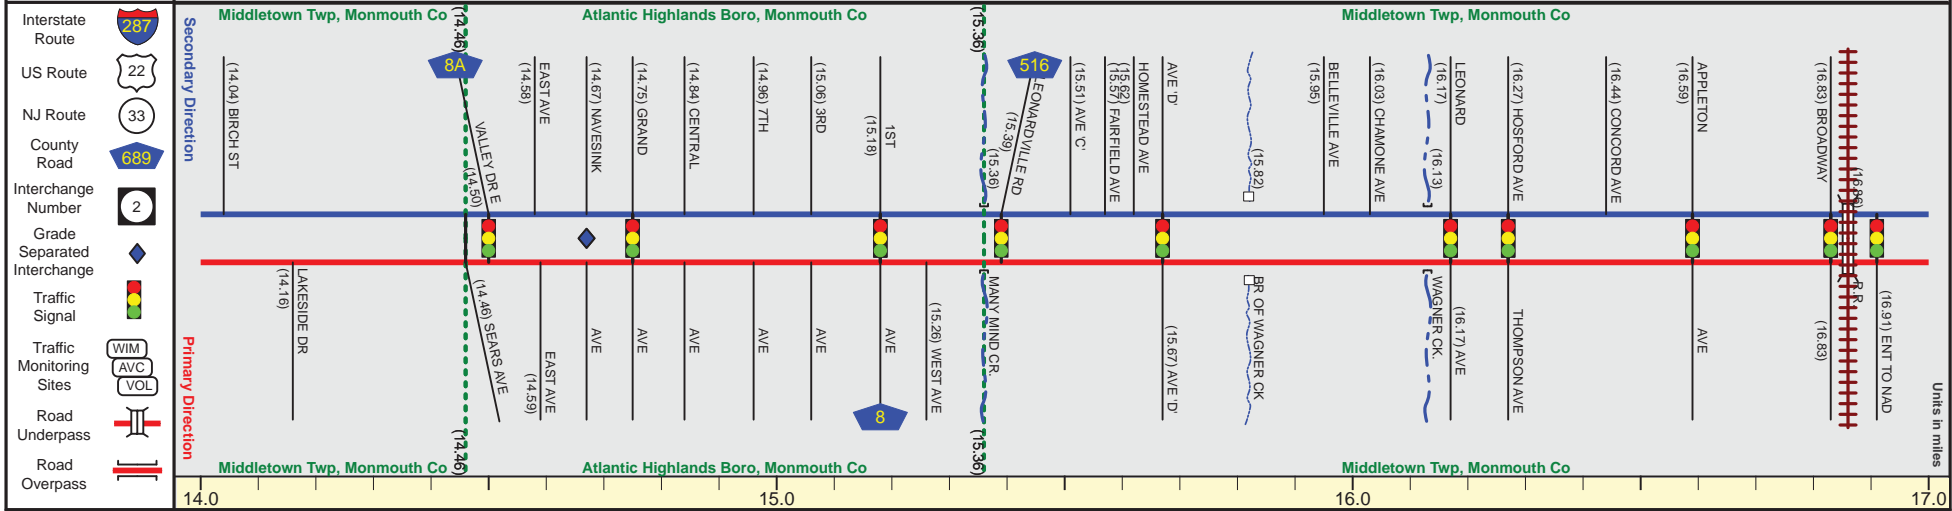 Interstate
Route
287
US Route
22
NJ Route
33
County
Road
689
Interchange
Number
2
Grade
Separated
Interchange
Traffic
Signal
Traffic
Monitoring
Sites
WIM
AVC
VOL
Road
Underpass
Road
Overpass
Secondary Direction
Primary Direction
Middletown Twp, Monmouth Co
(14.46)
Atlantic Highlands Boro, Monmouth Co
(15.36)
Middletown Twp, Monmouth Co
(14.04) BIRCH ST
8A
VALLEY DR E
(14.50)
EAST AVE
(14.58)
(14.67) NAVESINK
(14.75) GRAND
(14.84) CENTRAL
(14.96) 7TH
(15.06) 3RD
1ST
(15.18)
(15.36)
516
LEONARDVILLE RD
(15.39)
(15.51) AVE 'C'
(15.57) FAIRFIELD AVE
(15.62)
HOMESTEAD AVE
AVE 'D'
(15.82)
BELLEVILLE AVE
(15.95)
(16.03) CHAMONE AVE
(16.13)
LEONARD
(16.17)
(16.27) HOSFORD AVE
(16.44) CONCORD AVE
APPLETON
(16.59)
(16.83) BROADWAY
(16.86)
LAKESIDE DR
(14.16)
(14.46) SEARS AVE
EAST AVE
(14.59)
AVE
AVE
AVE
AVE
AVE
AVE
8
(15.26) WEST AVE
MANY MIND CR.
(15.67) AVE 'D'
BR OF WAGNER CK
WAGNER CK.
(16.17) AVE
THOMPSON AVE
AVE
(16.83)
R.R
(16.91) ENT TO NAD
Units in miles
Middletown Twp, Monmouth Co
(14.46)
Atlantic Highlands Boro, Monmouth Co
(15.36)
Middletown Twp, Monmouth Co
14.0
15.0
16.0
17.0